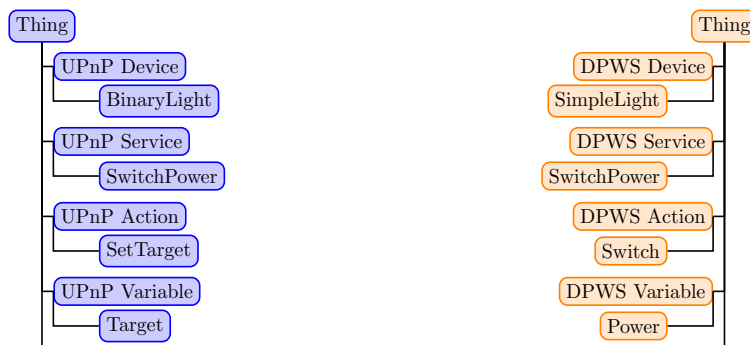 Thing
UPnP Device
BinaryLight
UPnP Service
SwitchPower
UPnP Action
SetTarget
UPnP Variable
Target
Thing
DPWS Device
SimpleLight
DPWS Service
SwitchPower
DPWS Action
Switch
DPWS Variable
Power